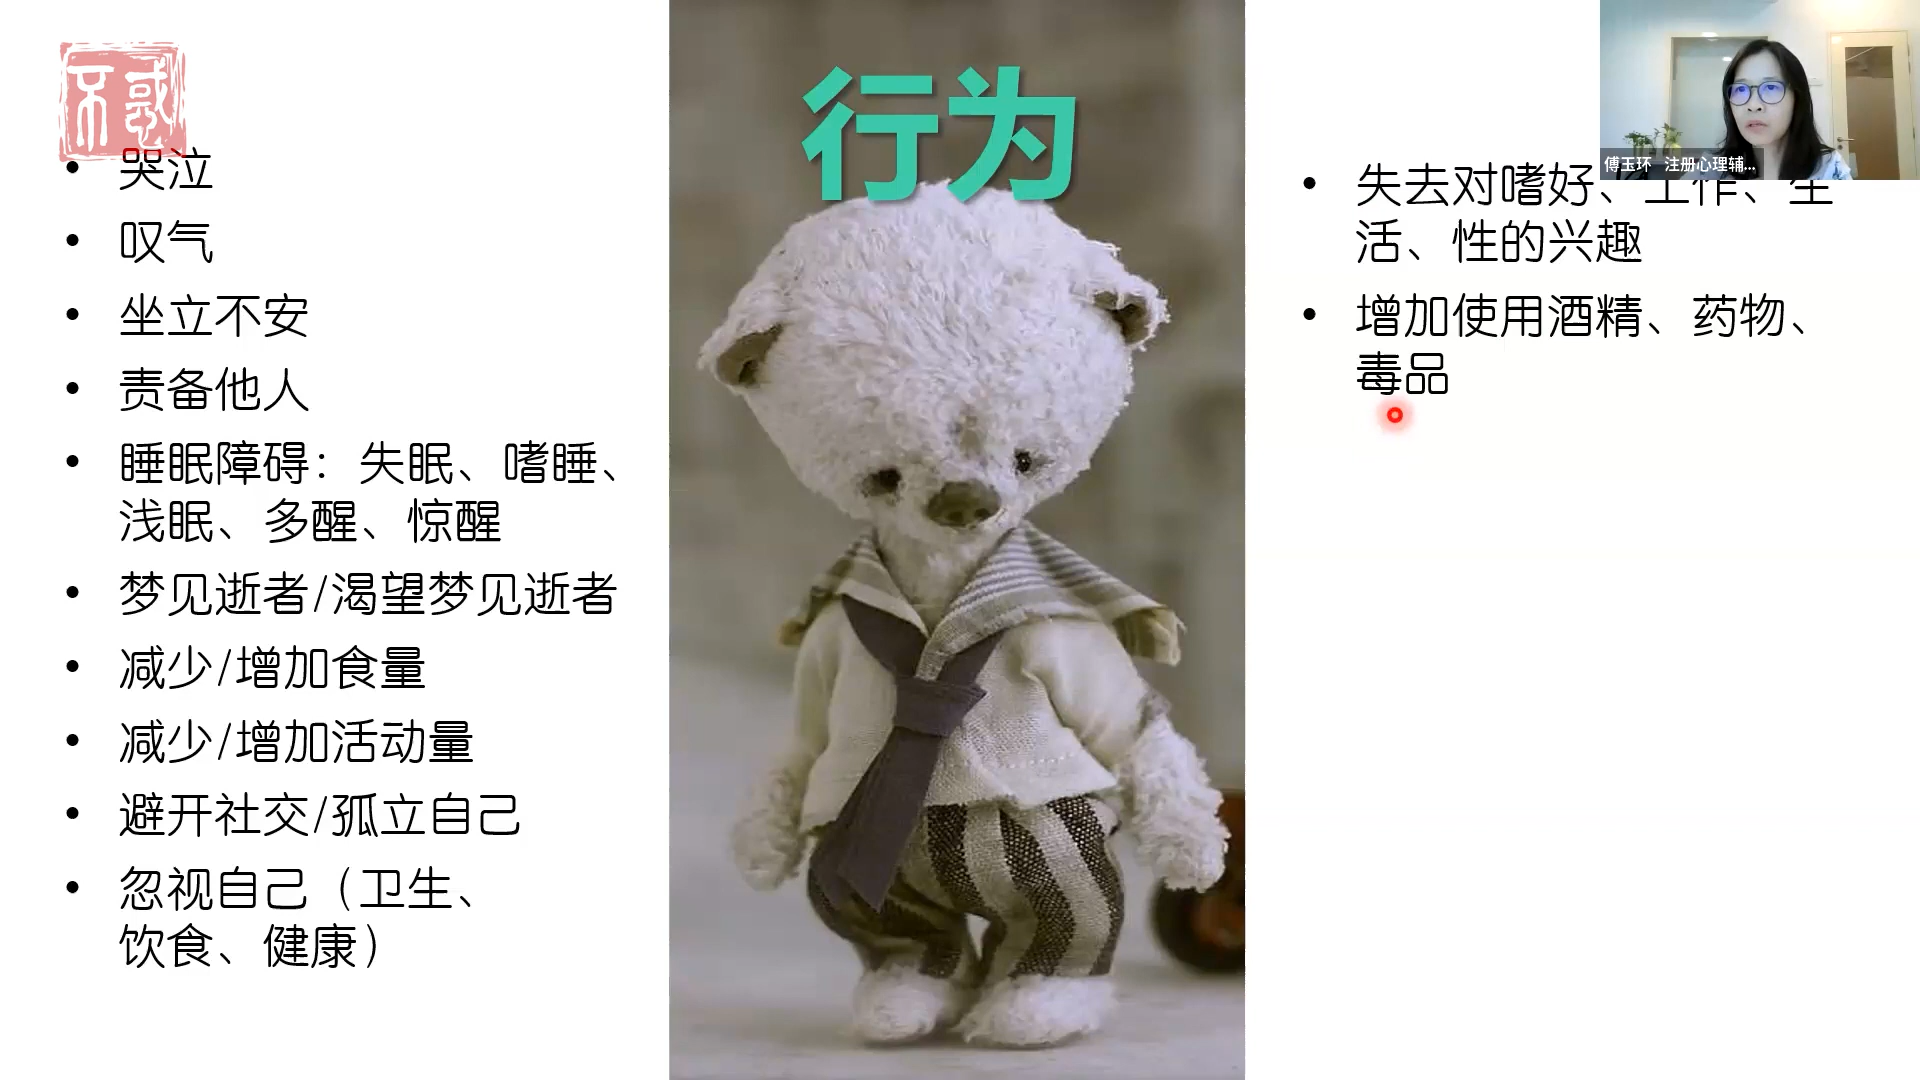 不惑
行为
哭泣
叹气
坐立不安
责备他人
睡眠障碍：失眠、嗜睡、
浅眠、多醒、惊醒
梦见逝者/渴望梦见逝者
减少/增加食量
减少/增加活动量
避开社交/孤立自己
忽视自己（卫生、
饮食、健康）
傅玉环 注册心理辅...
失去对嗜好、工作、生
活、性的兴趣
增加使用酒精、药物、
毒品